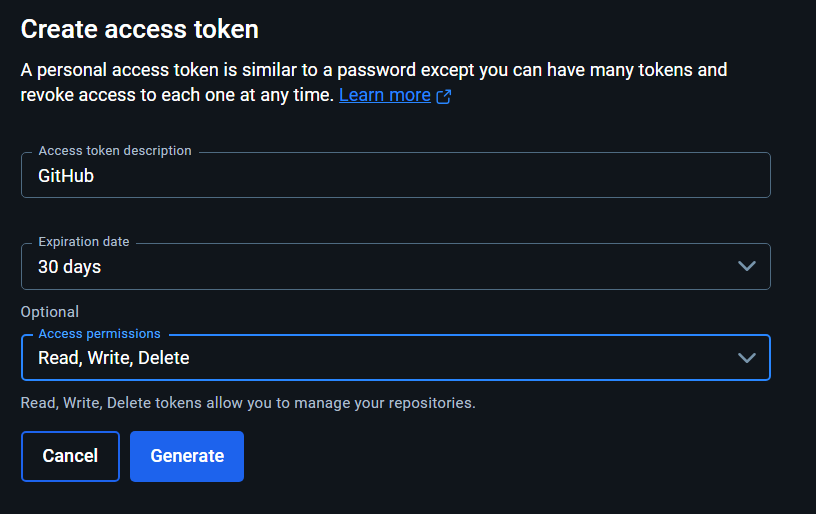 Create access token
A personal access token is similar to a password except you can have many tokens and
revoke access to each one at any time. Learn more
Access token description
GitHub
Expiration date
30 days
Optional
Access permissions
Read, Write, Delete
Read, Write, Delete tokens allow you to manage your repositories.
Cancel Generate